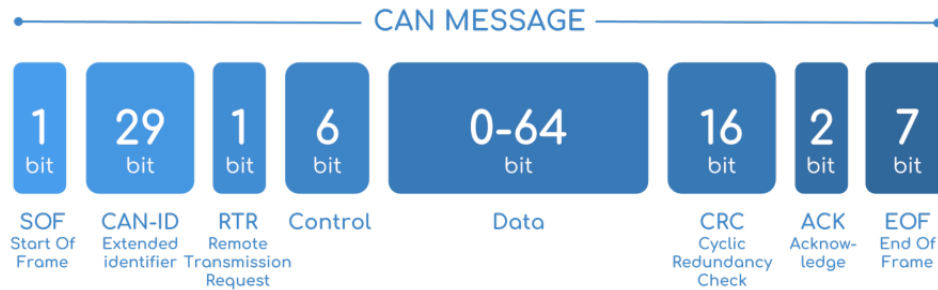 CAN MESSAGE
1
bit
29
bit
1
bit
6
bit
0-64
bit
16
bit
2
bit
7
bit
SOF
Start Of
Frame
CAN-ID
Extended
identifier
RTR
Remote
Transmission
Request
Control
Data
CRC
Cyclic
Redundancy
Check
ACK
Acknow-
ledge
EOF
End Of
Frame